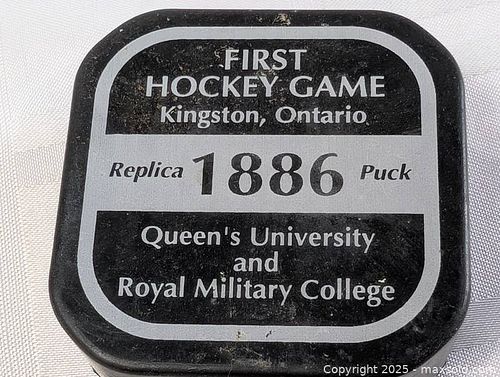 FIRST
HOCKEY GAME
Kingston, Ontario
Replica 1886 Puck
Queen's University
and
Royal Military College
Copyright 2025 - maxsold.com